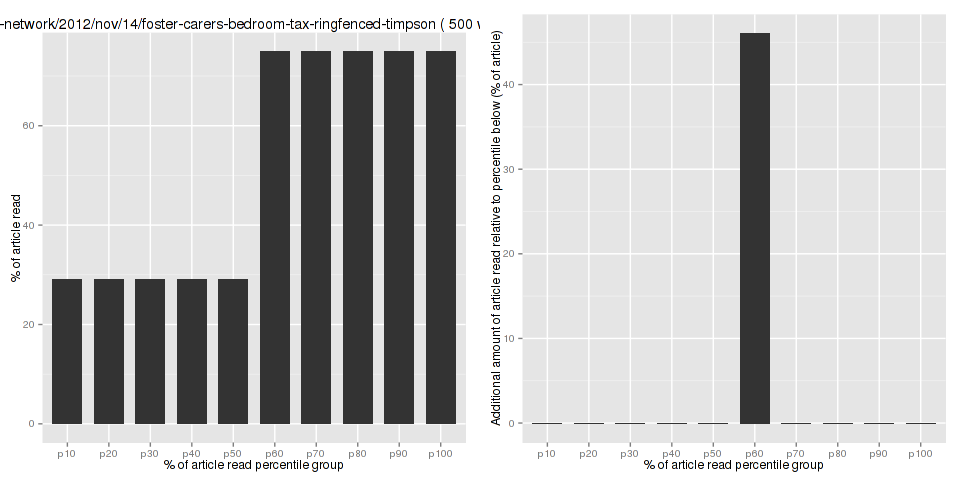 -network/2012/nov/14/foster-carers-bedroom-tax-ringfenced-timpson ( 500
% of article read
60
40
20
0
p10 p20 p30 p40 p50 p60 p70 p80 p90 p100
% of article read percentile group
Additional amount of article read relative to percentile below (% of article)
40
30
20
10
0
p10 p20 p30 p40 p50 p60 p70 p80 p90 p100
% of article read percentile group